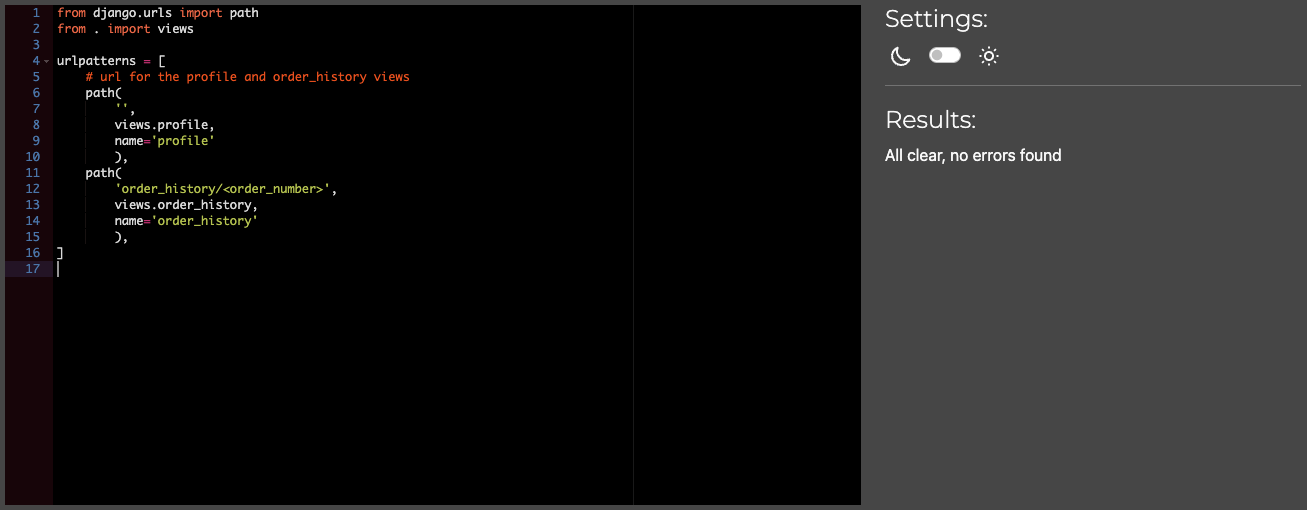 1 from django.urls import path
2 from . import views
3
4 urlpatterns = [
5     # url for the profile and order_history views
6     path(
7         '',
8         views.profile,
9         name='profile'
10         ),
11     path(
12         'order_history/<order_number>',
13         views.order_history,
14         name='order_history'
15         ),
16 ]
17
Settings:
Results:
All clear, no errors found